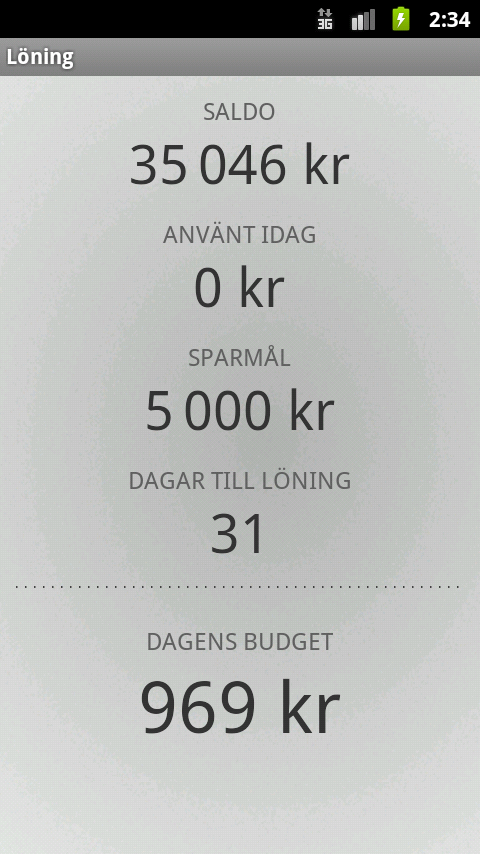 3G 2:34
Löning
SALDO
35 046 kr
ANVÄNT IDAG
0 kr
SPARMÅL
5 000 kr
DAGAR TILL LÖNING
31
DAGENS BUDGET
969 kr